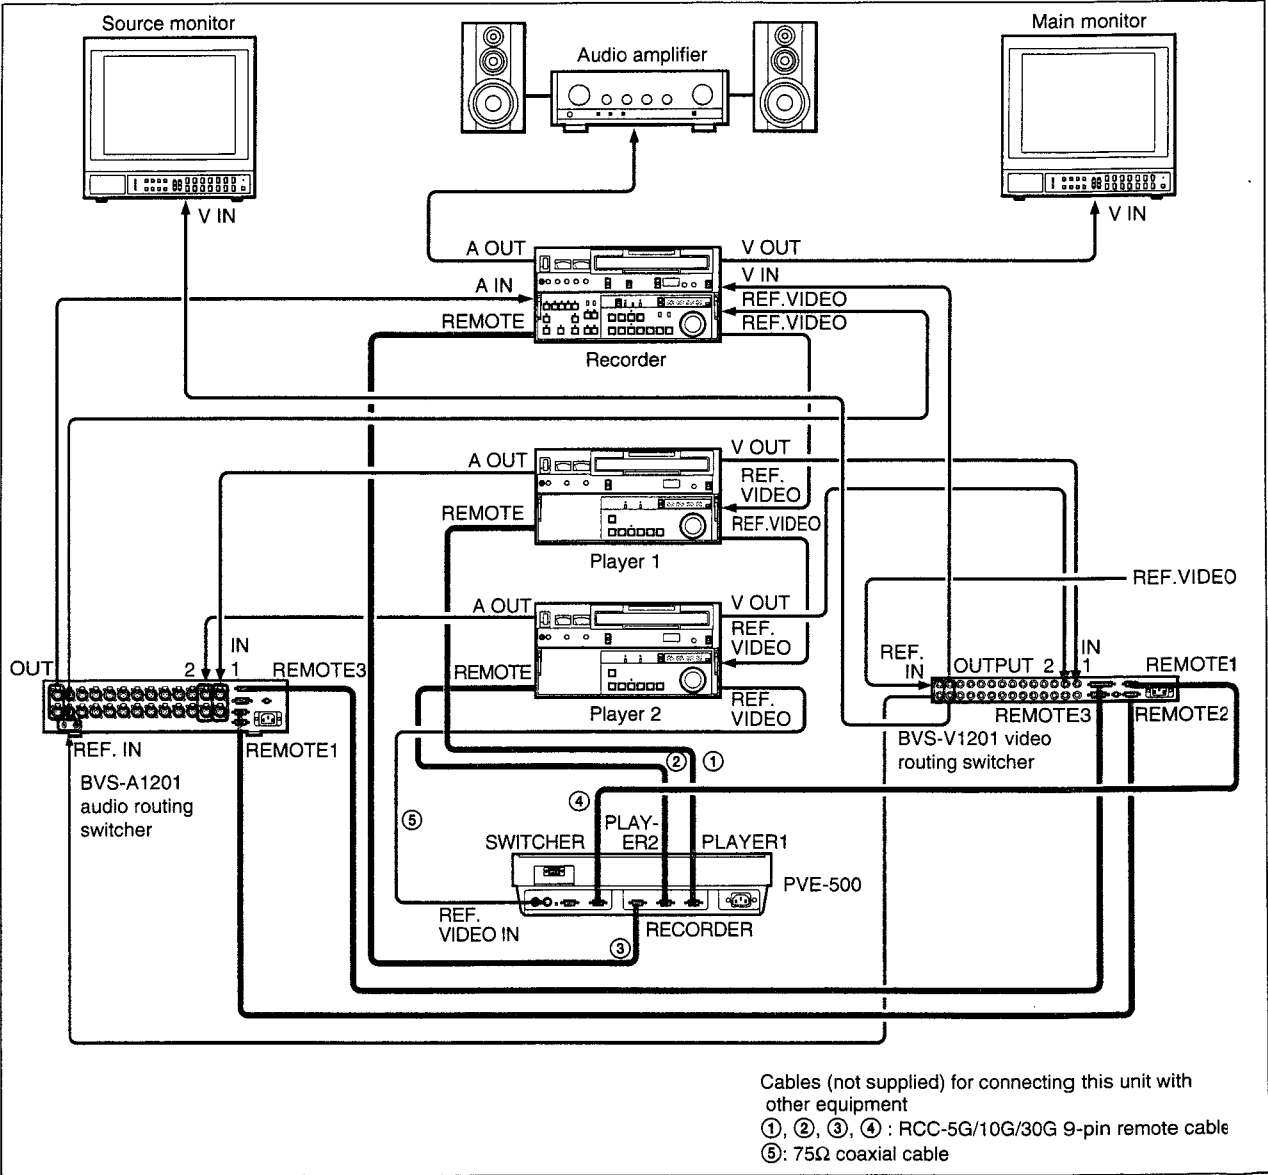 Source monitor
Audio amplifier
Main monitor
V IN
V IN
A OUT
V OUT
A IN
V IN
REF.VIDEO
REMOTE
REF.VIDEO
Recorder
A OUT
V OUT
REF.
VIDEO
REMOTE
REF.VIDEO
Player 1
REF.VIDEO
A OUT
V OUT
REF.
VIDEO
REMOTE
REF.
VIDEO
Player 2
OUT
IN
2 1
REMOTE3
REF. IN
REMOTE1
BVS-A1201
audio routing
switcher
REF.
IN
OUTPUT 2 1
IN
REMOTE1
REMOTE3
REMOTE2
BVS-V1201 video
routing switcher
② ①
④
⑤
SWITCHER
PLAY-
ER2
PLAYER1
PVE-500
REF.
VIDEO IN
RECORDER
③
Cables (not supplied) for connecting this unit with
other equipment
①, ②, ③, ④ : RCC-5G/10G/30G 9-pin remote cable
⑤: 75Ω coaxial cable